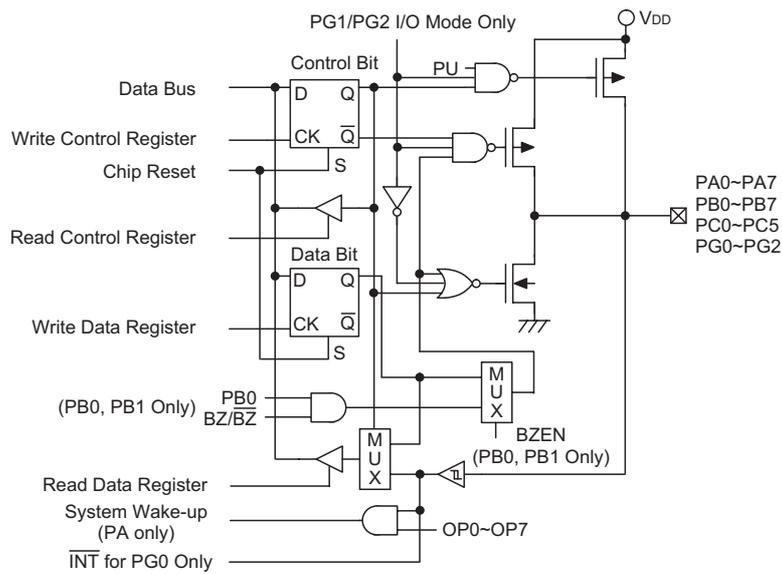 PG1/PG2 I/O Mode Only
VDD
Control Bit
PU
Data Bus
D Q
Write Control Register
CK Q̅
Chip Reset
S
PA0~PA7
PB0~PB7
PC0~PC5
PG0~PG2
Read Control Register
Data Bit
D Q
Write Data Register
CK Q̅
S
M
U
X
(PB0, PB1 Only)
PB0
BZ/B̅Z̅
BZEN
(PB0, PB1 Only)
M
U
X
Read Data Register
System Wake-up
(PA only)
OP0~OP7
I̅N̅T̅ for PG0 Only